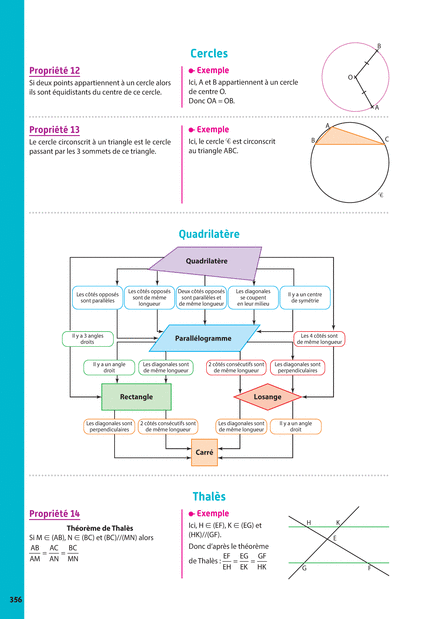 Cercles
Propriété 12
Si deux points appartiennent à un cercle alors
ils sont équidistants du centre de ce cercle.
Exemple
Ici, A et B appartiennent à un cercle
de centre O.
Donc OA = OB.
B
O
A
Propriété 13
Le cercle circonscrit à un triangle est le cercle
passant par les 3 sommets de ce triangle.
Exemple
Ici, le cercle 𝒞 est circonscrit
au triangle ABC.
A
B
C
𝒞
Quadrilatère
Quadrilatère
Les côtés opposés
sont parallèles
Les côtés opposés
sont de même
longueur
Deux côtés opposés
sont parallèles et
de même longueur
Les diagonales
se coupent
en leur milieu
Il y a un centre
de symétrie
Il y a 3 angles
droits
Parallélogramme
Les 4 côtés sont
de même longueur
Il y a un angle
droit
Les diagonales sont
de même longueur
2 côtés consécutifs sont
de même longueur
Les diagonales sont
perpendiculaires
Rectangle
Losange
Les diagonales sont
perpendiculaires
2 côtés consécutifs sont
de même longueur
Les diagonales sont
de même longueur
Il y a un angle
droit
Carré
Thalès
Propriété 14
Théorème de Thalès
Si M ∈ (AB), N ∈ (BC) et (BC)//(MN) alors
AB/AM = AC/AN = BC/MN
Exemple
Ici, H ∈ (EF), K ∈ (EG) et
(HK)//(GF).
Donc d'après le théorème
de Thalès : EF/EH = EG/EK = GF/HK
H
K
E
G
F
356